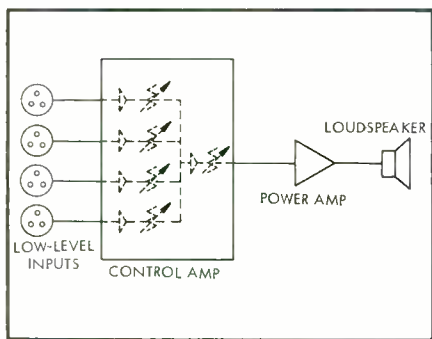 LOUDSPEAKER
POWER AMP
LOW-LEVEL
INPUTS
CONTROL AMP